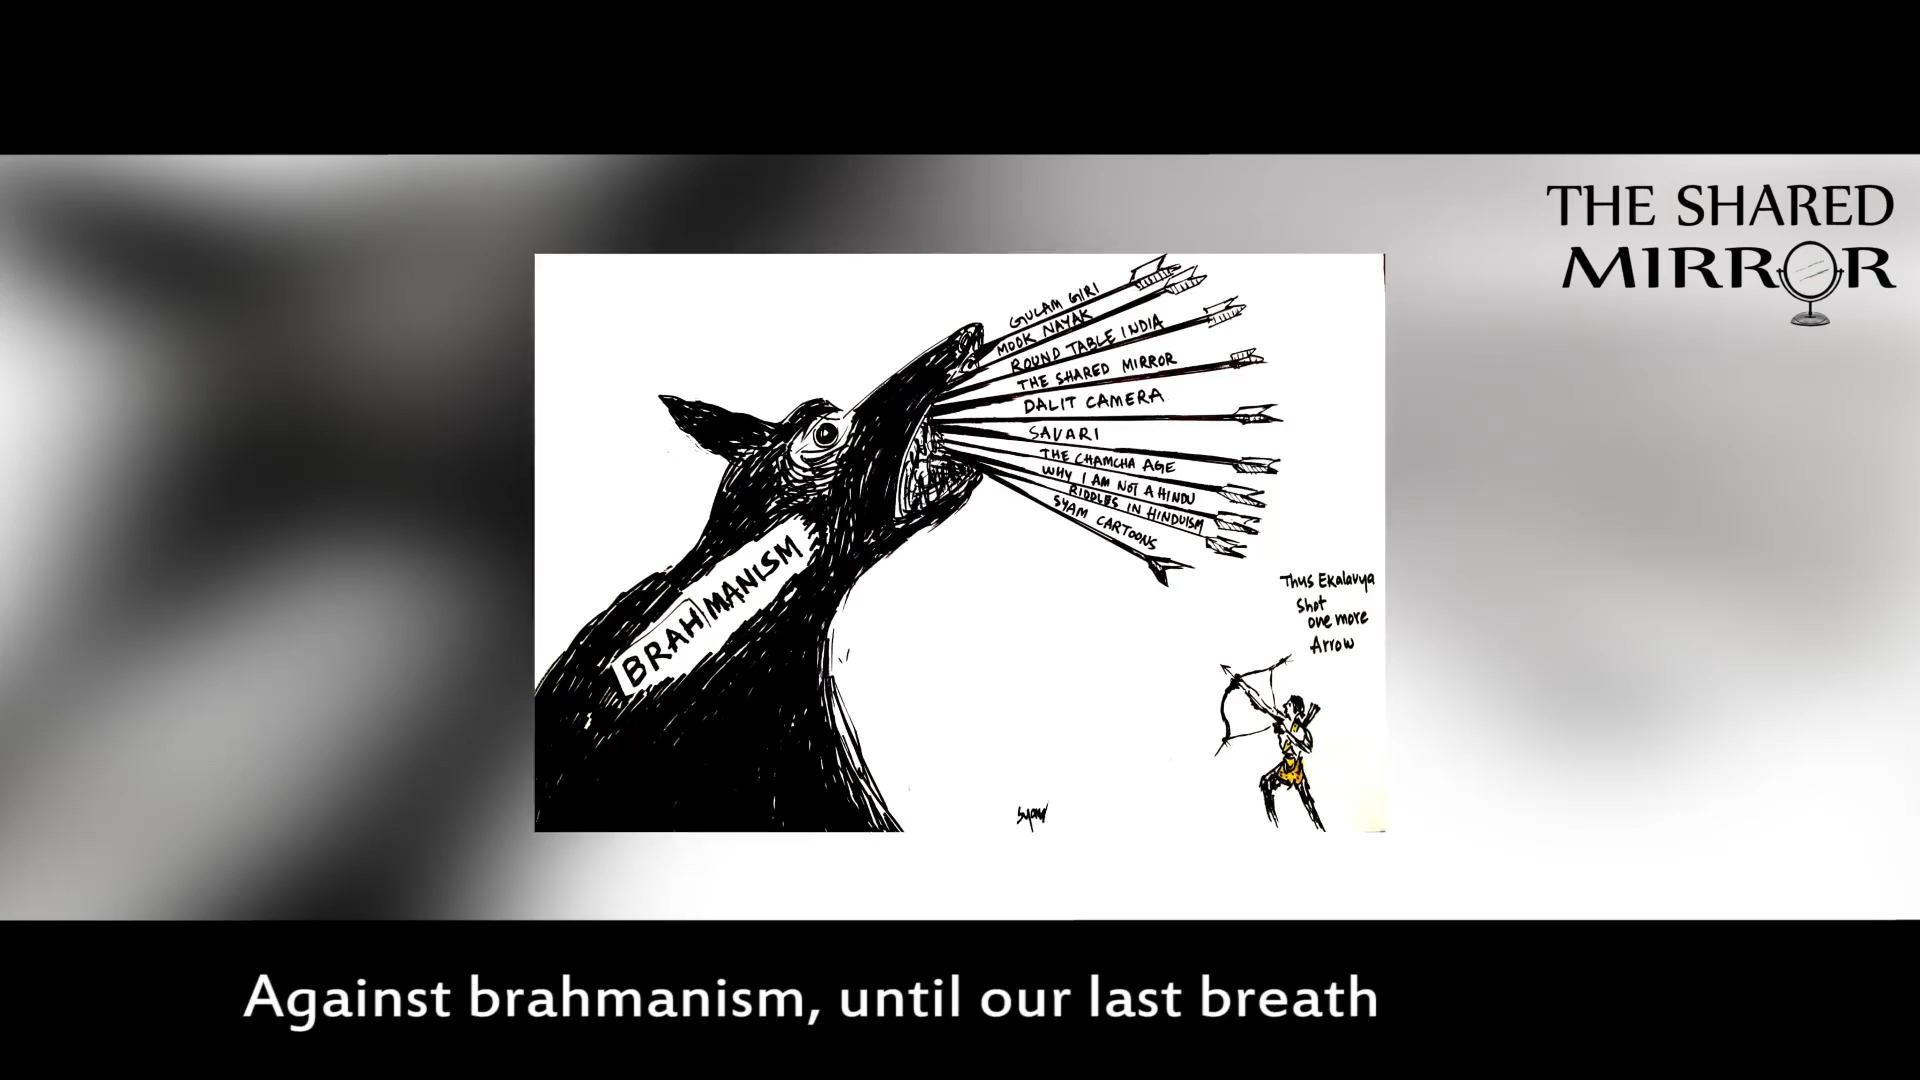 THE SHARED
MIRROR
GULAM GIRI
MOOK NAYAK
ROUND TABLE INDIA
THE SHARED MIRROR
DALIT CAMERA
SAVARI
THE CHAMCHA AGE
WHY I AM NOT A HINDU
RIDDLES IN HINDUISM
SYAM CARTOONS
BRAHMANISM
Thus Ekalavya
Shot
one more
Arrow
Syam
Against brahmanism, until our last breath